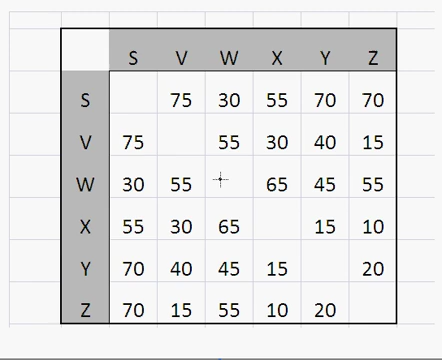 S V W X Y Z
S 75 30 55 70 70
V 75 55 30 40 15
W 30 55 65 45 55
X 55 30 65 15 10
Y 70 40 45 15 20
Z 70 15 55 10 20